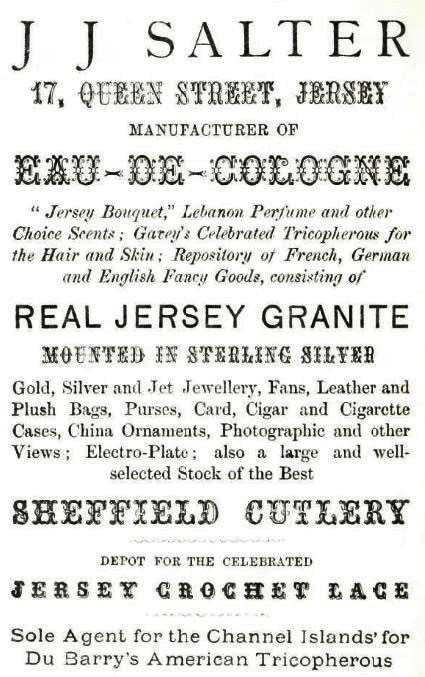 J J SALTER
17, QUEEN STREET, JERSEY
MANUFACTURER OF
EAU-DE-COLOGNE
“ Jersey Bouquet,” Lebanon Perfume and other
Choice Scents ; Garey's Celebrated Tricopherous for
the Hair and Skin ; Repository of French, German
and English Fancy Goods, consisting of
REAL JERSEY GRANITE
MOUNTED IN STERLING SILVER
Gold, Silver and Jet Jewellery, Fans, Leather and
Plush Bags, Purses, Card, Cigar and Cigarette
Cases, China Ornaments, Photographic and other
Views ; Electro-Plate ; also a large and well-
selected Stock of the Best
SHEFFIELD CUTLERY
DEPOT FOR THE CELEBRATED
JERSEY CROCHET LACE
Sole Agent for the Channel Islands' for
Du Barry's American Tricopherous